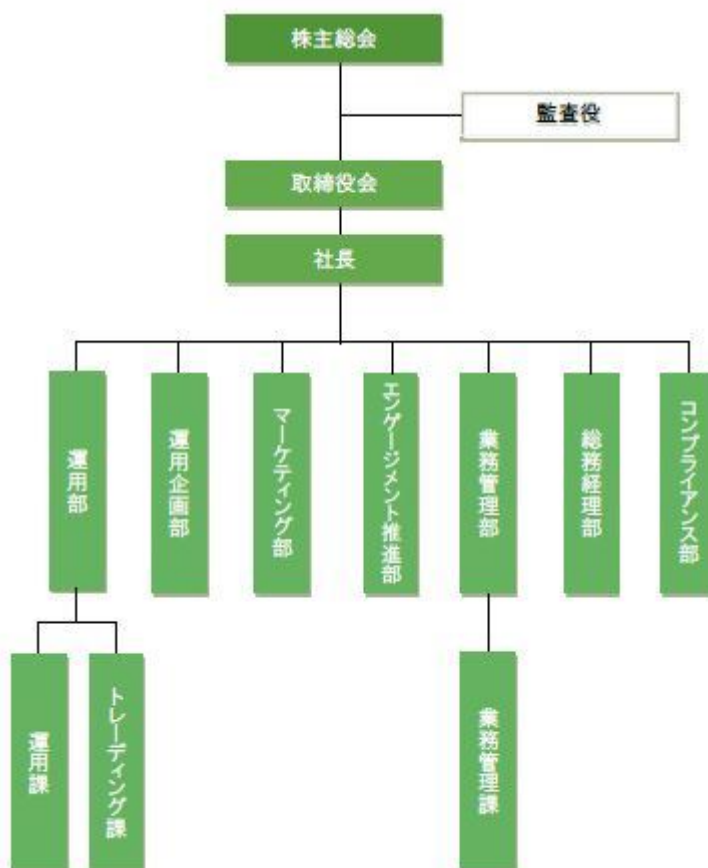 株主総会
監査役
取締役会
社長
運用部
運用企画部
マーケティング部
エンゲージメント推進部
業務管理部
総務経理部
コンプライアンス部
運用課
トレーディング課
業務管理課